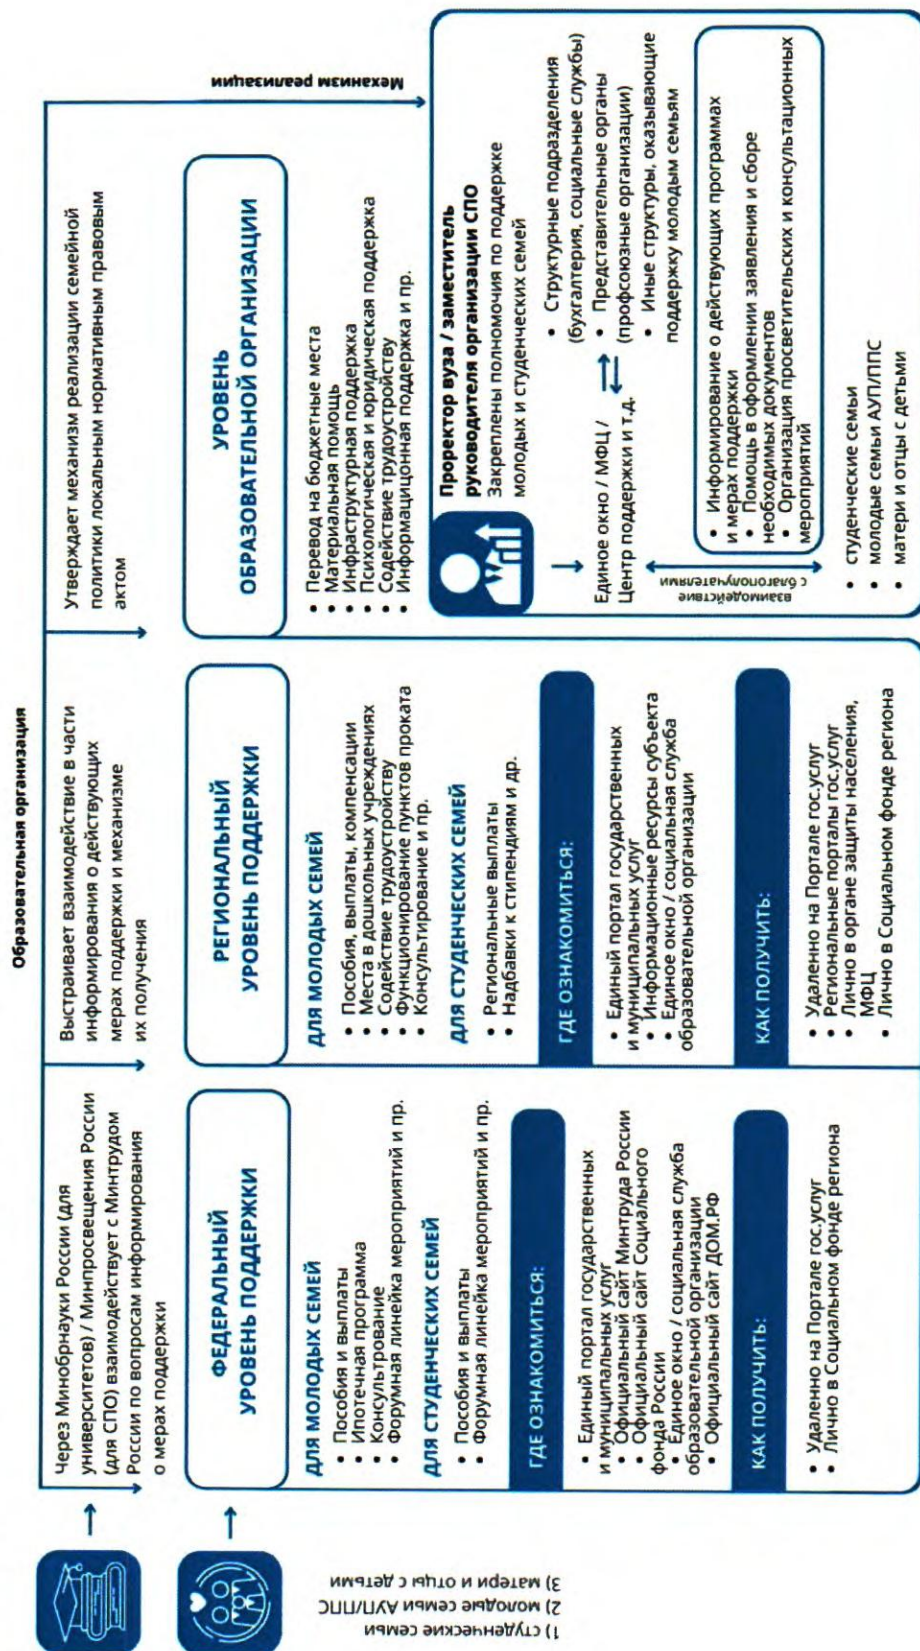 Образовательная организация
Через Минобрнауки России (для
университетов) / Минпросвещения России
(для СПО) взаимодействует с Минтрудом
России по вопросам информирования
о мерах поддержки
Выстраивает взаимодействие в части
информирования о действующих
мерах поддержки и механизме
их получения
Утверждает механизм реализации семейной
политики локальным нормативным правовым
актом
Механизм реализации
1) студенческие семьи
2) молодые семьи АУП/ППС
3) матери и отцы с детьми
ФЕДЕРАЛЬНЫЙ
УРОВЕНЬ ПОДДЕРЖКИ
ДЛЯ МОЛОДЫХ СЕМЕЙ
• Пособия и выплаты
• Ипотечная программа
• Консультрование
• Форумная линейка мероприятий и пр.
ДЛЯ СТУДЕНЧЕСКИХ СЕМЕЙ
• Пособия и выплаты
• Форумная линейка мероприятий и пр.
ГДЕ ОЗНАКОМИТЬСЯ:
• Единый портал государственных
и муниципальных услуг
• Официальный сайт Минтруда России
• Официальный сайт Социального
фонда России
• Единое окно / социальная служба
образовательной организации
• Официальный сайт ДОМ.РФ
КАК ПОЛУЧИТЬ:
• Удаленно на Портале гос.услуг
• Лично в Социальном фонде региона
РЕГИОНАЛЬНЫЙ
УРОВЕНЬ ПОДДЕРЖКИ
ДЛЯ МОЛОДЫХ СЕМЕЙ
• Пособия, выплаты, компенсации
• Места в дошкольных учреждениях
• Содействие трудоустройству
• Функционирование пунктов проката
• Консультирование и пр.
ДЛЯ СТУДЕНЧЕСКИХ СЕМЕЙ
• Региональные выплаты
• Надбавки к стипендиям и др.
ГДЕ ОЗНАКОМИТЬСЯ:
• Единый портал государственных
и муниципальных услуг
• Информационные ресурсы субъекта
• Единое окно / социальная служба
образовательной организации
КАК ПОЛУЧИТЬ:
• Удаленно на Портале гос.услуг
• Региональные порталы гос.услуг
• Лично в органе защиты населения,
МФЦ
• Лично в Социальном фонде региона
УРОВЕНЬ
ОБРАЗОВАТЕЛЬНОЙ ОРГАНИЗАЦИИ
• Перевод на бюджетные места
• Материальная помощь
• Инфраструктурная поддержка
• Психологическая и юридическая поддержка
• Содействие трудоустройству
• Информацицонная поддержка и пр.
Проректор вуза / заместитель
руководителя организации СПО
Закреплены полномочия по поддержке
молодых и студенческих семей
Единое окно / МФЦ /
Центр поддержки и т.д.
• Структурные подразделения
(бухгалтерия, социальные службы)
• Представительные органы
(профсоюзные организации)
• Иные структуры, оказывающие
поддержку молодым семьям
взаимодействие
с благополучателями
• Информирование о действующих программах
и мерах поддержки
• Помощь в оформлении заявления и сборе
необходимых документов
• Организация просветительских и консультационных
мероприятий
• студенческие семьи
• молодые семьи АУП/ППС
• матери и отцы с детьми